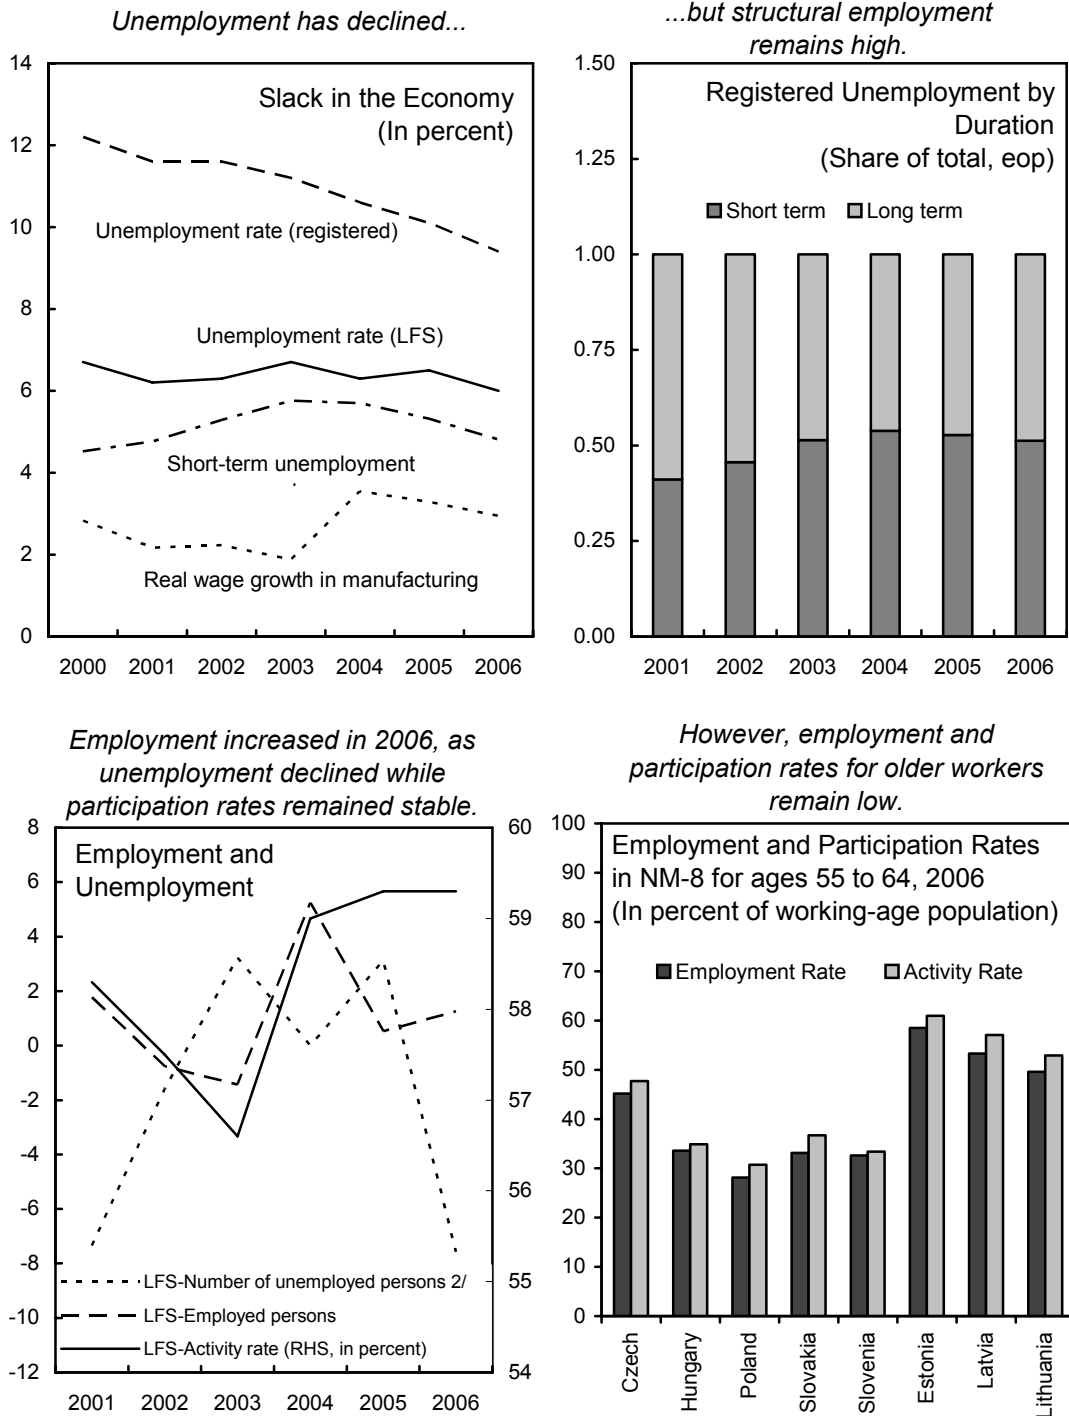 Unemployment has declined...
14
12
10
8
6
4
2
0
Slack in the Economy
(In percent)
Unemployment rate (registered)
Unemployment rate (LFS)
Short-term unemployment
Real wage growth in manufacturing
2000 2001 2002 2003 2004 2005 2006
...but structural employment
remains high.
1.50
1.25
1.00
0.75
0.50
0.25
0.00
Registered Unemployment by
Duration
(Share of total, eop)
Short term Long term
2001 2002 2003 2004 2005 2006
Employment increased in 2006, as
unemployment declined while
participation rates remained stable.
8
6
4
2
0
-2
-4
-6
-8
-10
-12
Employment and
Unemployment
60
59
58
57
56
55
54
LFS-Number of unemployed persons 2/
LFS-Employed persons
LFS-Activity rate (RHS, in percent)
2001 2002 2003 2004 2005 2006
However, employment and
participation rates for older workers
remain low.
100
90
80
70
60
50
40
30
20
10
0
Employment and Participation Rates
in NM-8 for ages 55 to 64, 2006
(In percent of working-age population)
Employment Rate Activity Rate
Czech
Hungary
Poland
Slovakia
Slovenia
Estonia
Latvia
Lithuania